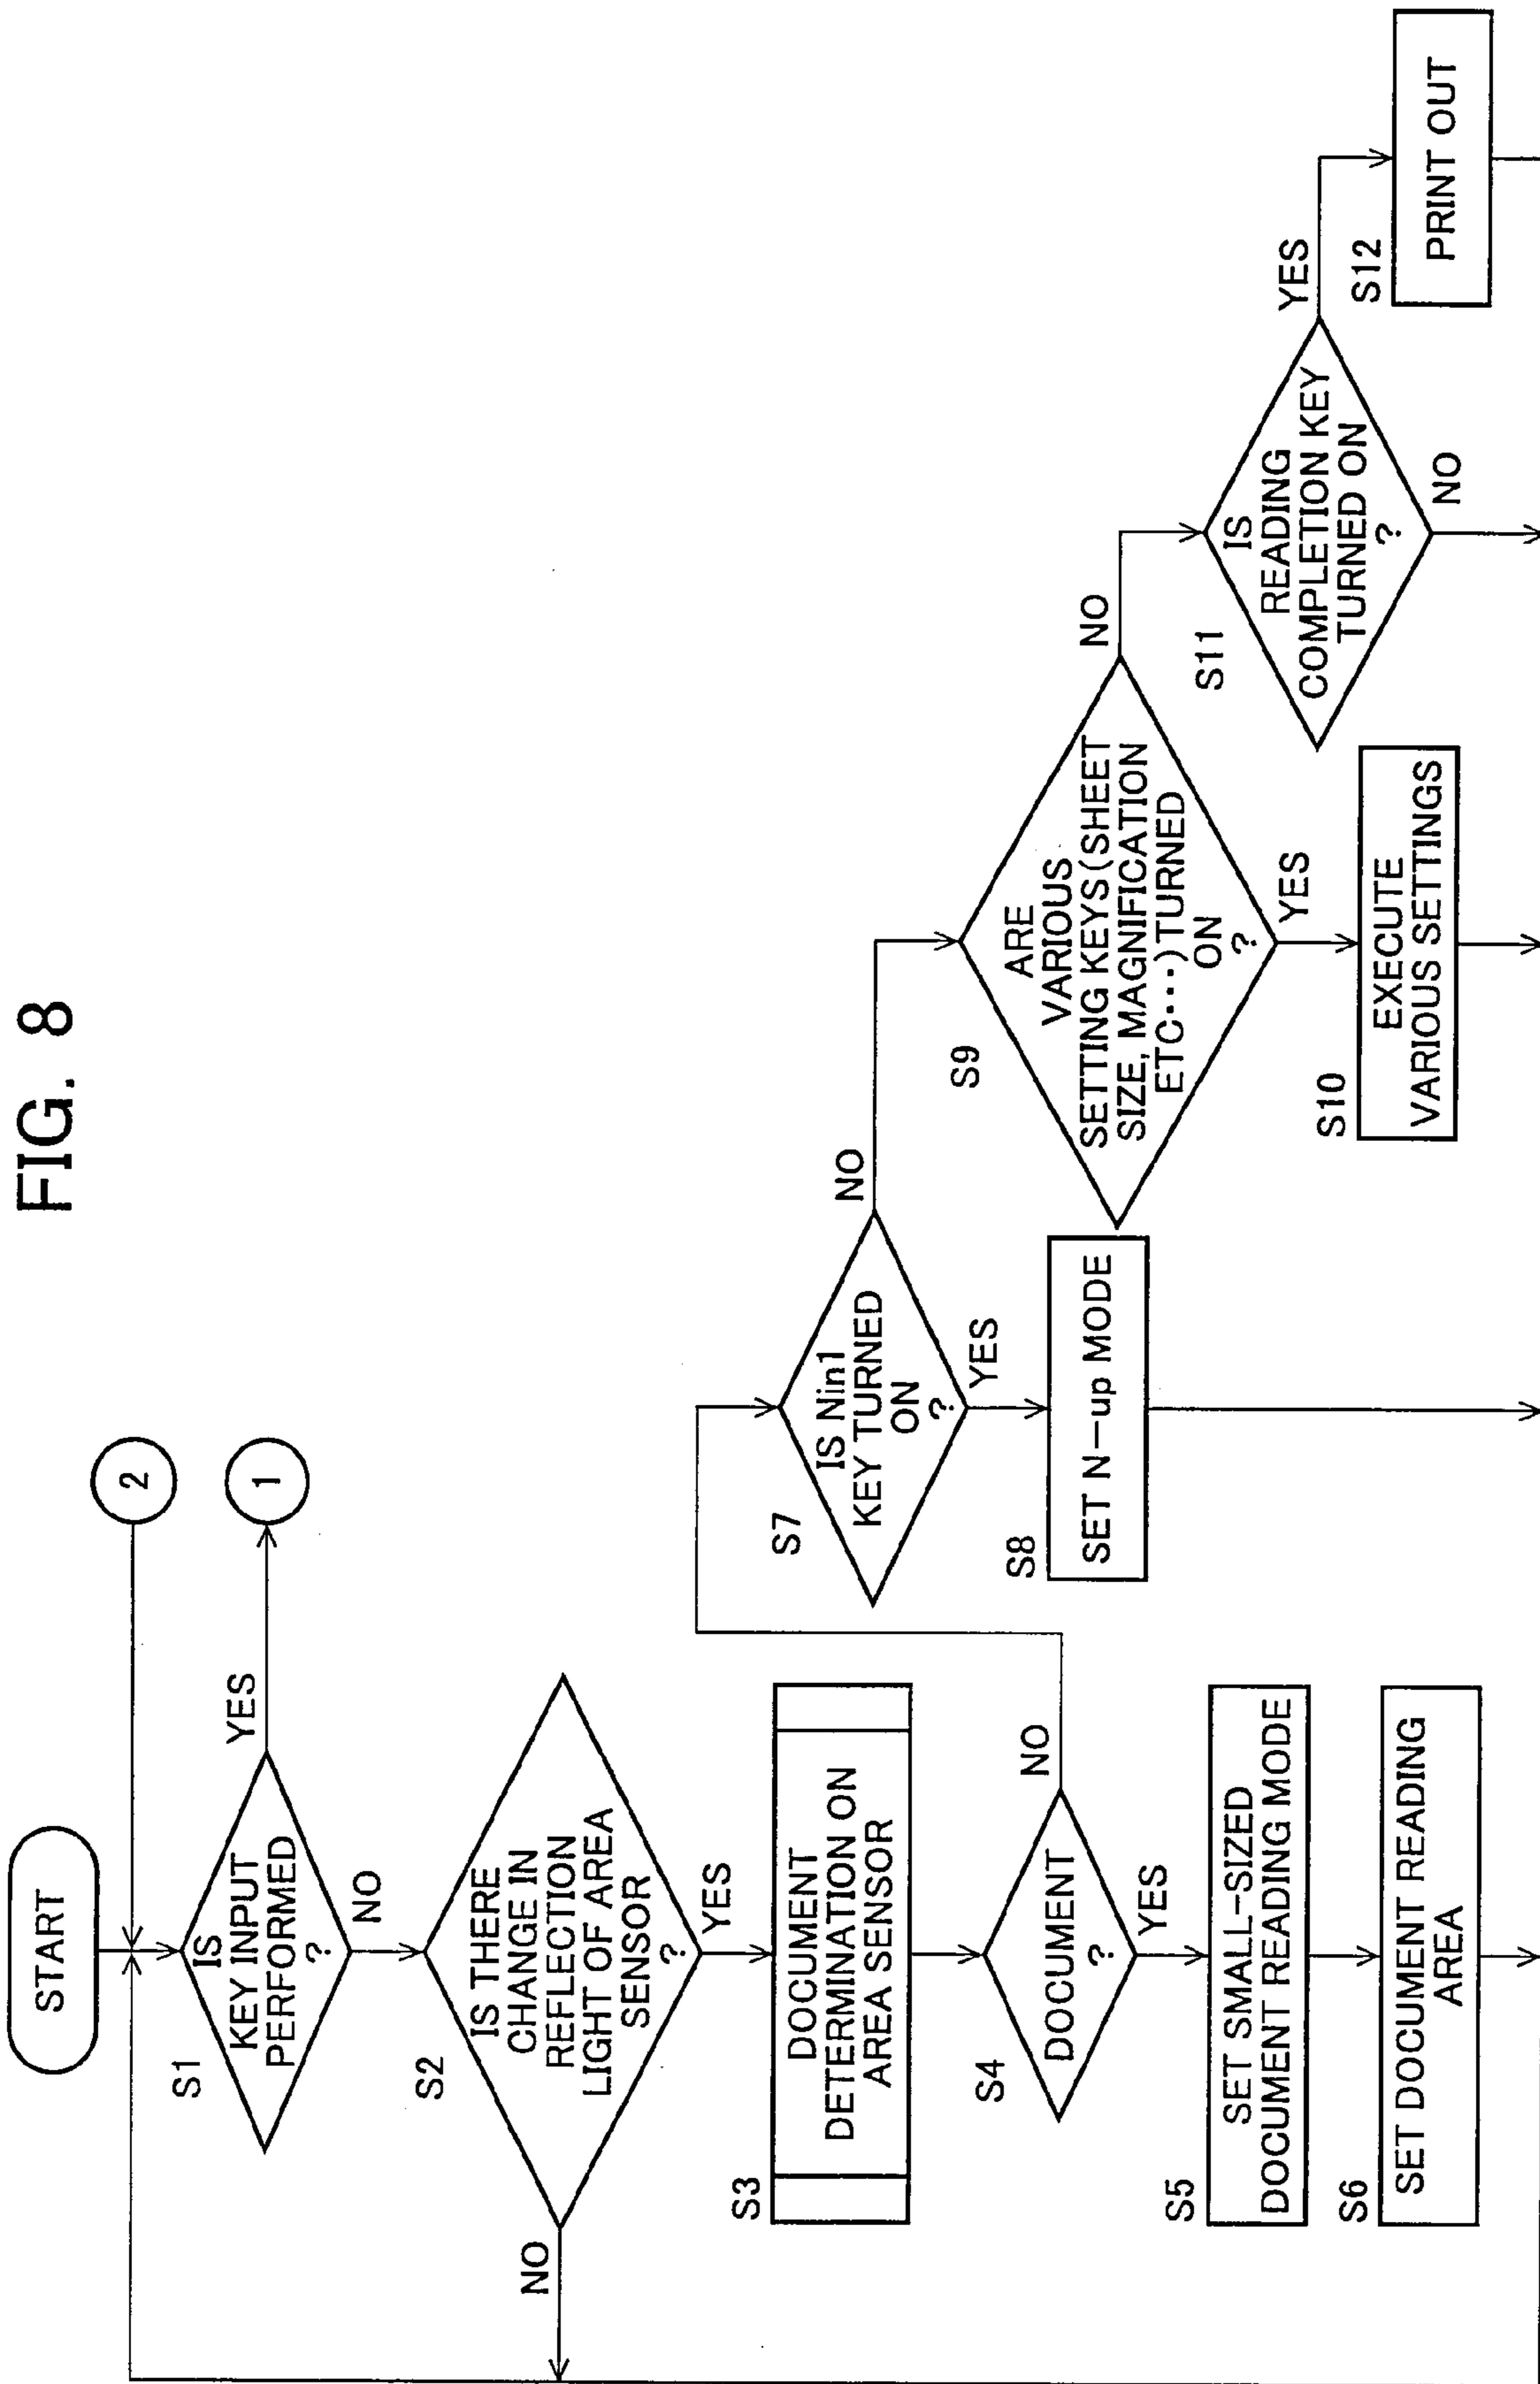 FIG. 8
START
2
S1
IS
KEY INPUT
PERFORMED
?
YES
1
NO
S2
IS THERE
CHANGE IN
REFLECTION
LIGHT OF AREA
SENSOR
?
NO
YES
S3
DOCUMENT
DETERMINATION ON
AREA SENSOR
S4
DOCUMENT
?
NO
YES
S5
SET SMALL-SIZED
DOCUMENT READING MODE
S6
SET DOCUMENT READING
AREA
S7
IS Nin1
KEY TURNED
ON
?
NO
YES
S8
SET N-up MODE
S9
ARE
VARIOUS
SETTING KEYS(SHEET
SIZE, MAGNIFICATION
ETC···)TURNED
ON
?
NO
YES
S10
EXECUTE
VARIOUS SETTINGS
S11
IS
READING
COMPLETION KEY
TURNED ON
?
YES
NO
S12
PRINT OUT